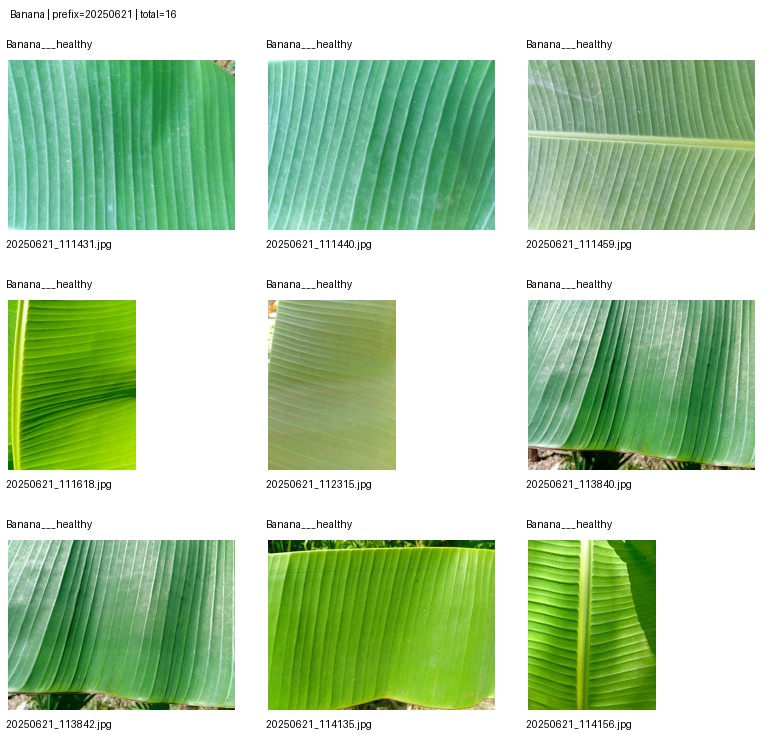 Banana | prefix=20250621 | total=16
Banana___healthy
Banana___healthy
Banana___healthy
20250621_111431.jpg
20250621_111440.jpg
20250621_111459.jpg
Banana___healthy
Banana___healthy
Banana___healthy
20250621_111618.jpg
20250621_112315.jpg
20250621_113840.jpg
Banana___healthy
Banana___healthy
Banana___healthy
20250621_113842.jpg
20250621_114135.jpg
20250621_114156.jpg